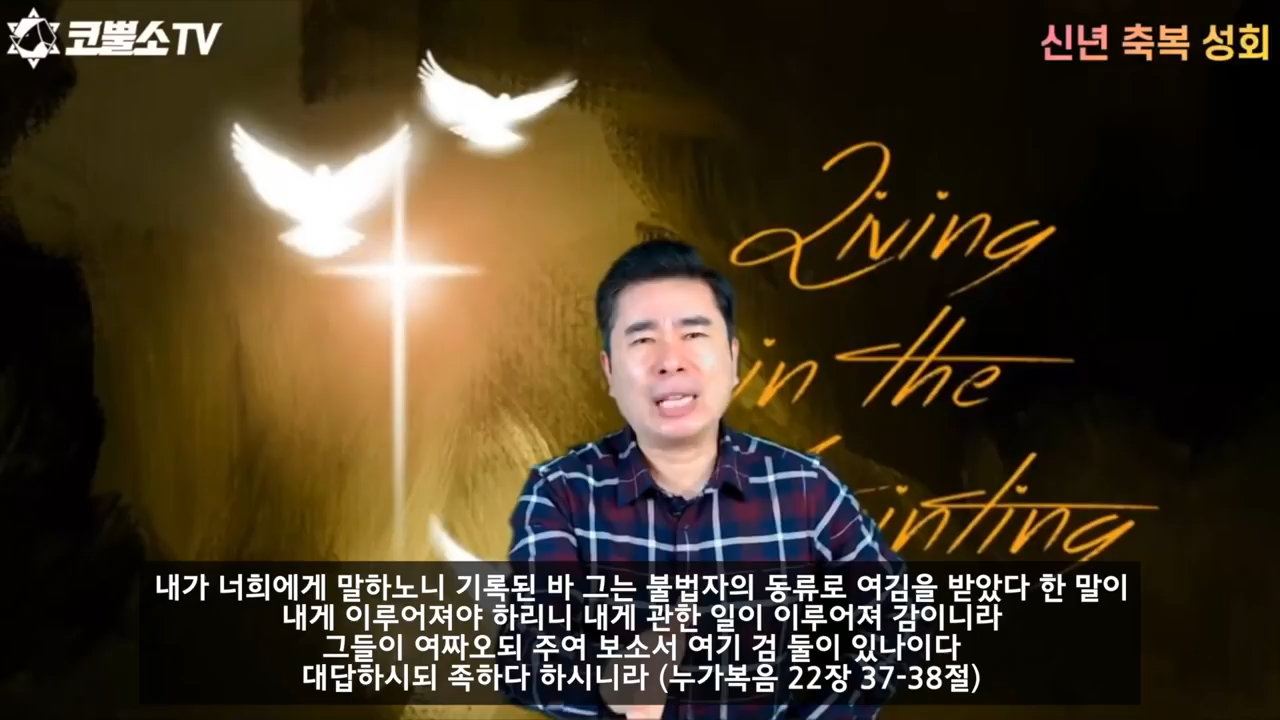 코뿔소TV
신년 축복 성회
Living
in the
내가 너희에게 말하노니 기록된 바 그는 불법자의 동류로 여김을 받았다 한 말이
내게 이루어져야 하리니 내게 관한 일이 이루어져 감이니라
그들이 여짜오되 주여 보소서 여기 검 둘이 있나이다
대답하시되 족하다 하시니라 (누가복음 22장 37-38절)